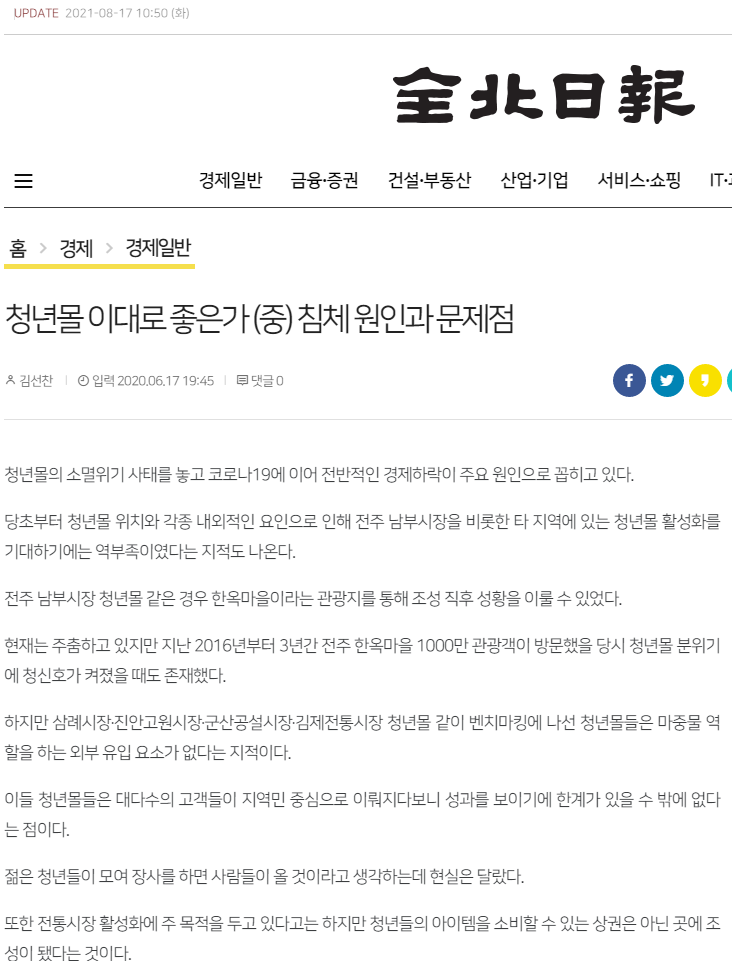 UPDATE 2021-08-17 10:50 (화)
全北日報
경제일반 금융·증권 건설·부동산 산업·기업 서비스·쇼핑 IT·
홈 > 경제 > 경제일반
청년몰 이대로 좋은가 (중) 침체 원인과 문제점
김선찬 입력 2020.06.17 19:45 댓글 0
청년몰의 소멸위기 사태를 놓고 코로나19에 이어 전반적인 경제하락이 주요 원인으로 꼽히고 있다.
당초부터 청년몰 위치와 각종 내외적인 요인으로 인해 전주 남부시장을 비롯한 타 지역에 있는 청년몰 활성화를
기대하기에는 역부족이였다는 지적도 나온다.
전주 남부시장 청년몰 같은 경우 한옥마을이라는 관광지를 통해 조성 직후 성황을 이룰 수 있었다.
현재는 주춤하고 있지만 지난 2016년부터 3년간 전주 한옥마을 1000만 관광객이 방문했을 당시 청년몰 분위기
에 청신호가 켜졌을 때도 존재했다.
하지만 삼례시장·진안고원시장·군산공설시장·김제전통시장 청년몰 같이 벤치마킹에 나선 청년몰들은 마중물 역
할을 하는 외부 유입 요소가 없다는 지적이다.
이들 청년몰들은 대다수의 고객들이 지역민 중심으로 이뤄지다보니 성과를 보이기에 한계가 있을 수 밖에 없다
는 점이다.
젊은 청년들이 모여 장사를 하면 사람들이 올 것이라고 생각하는데 현실은 달랐다.
또한 전통시장 활성화에 주 목적을 두고 있다고는 하지만 청년들의 아이템을 소비할 수 있는 상권은 아닌 곳에 조
성이 됐다는 것이다.